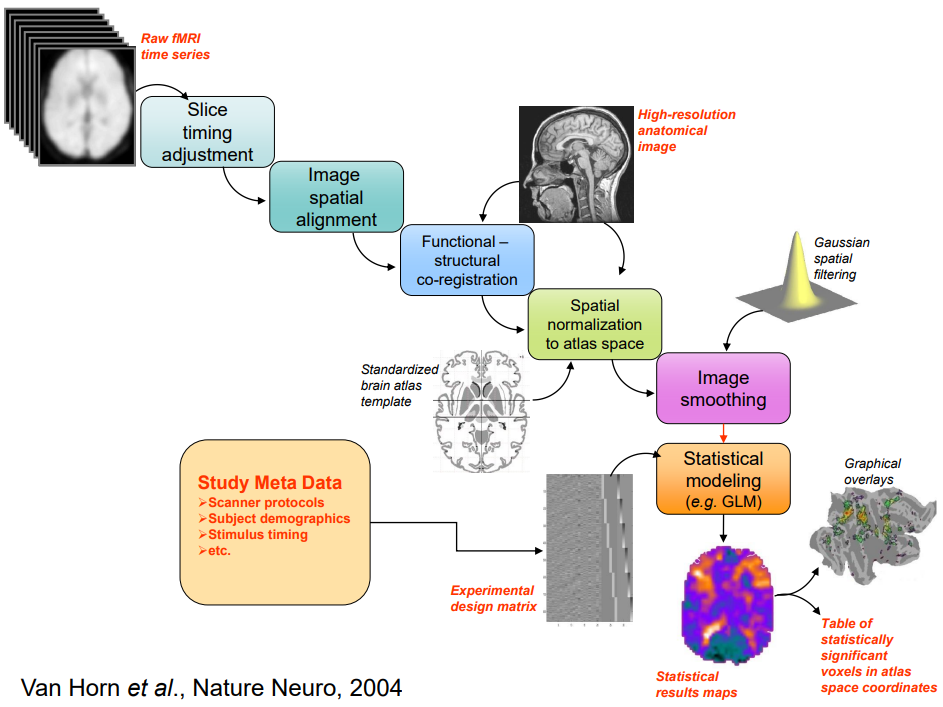 Raw fMRI
time series
Slice
timing
adjustment
Image
spatial
alignment
High-resolution
anatomical
image
Functional –
structural
co-registration
Gaussian
spatial
filtering
Spatial
normalization
to atlas space
Standardized
brain atlas
template
Image
smoothing
Study Meta Data
➢Scanner protocols
➢Subject demographics
➢Stimulus timing
➢etc.
Statistical
modeling
(e.g. GLM)
Graphical
overlays
Experimental
design matrix
Statistical
results maps
Table of
statistically
significant
voxels in atlas
space coordinates
Van Horn et al., Nature Neuro, 2004